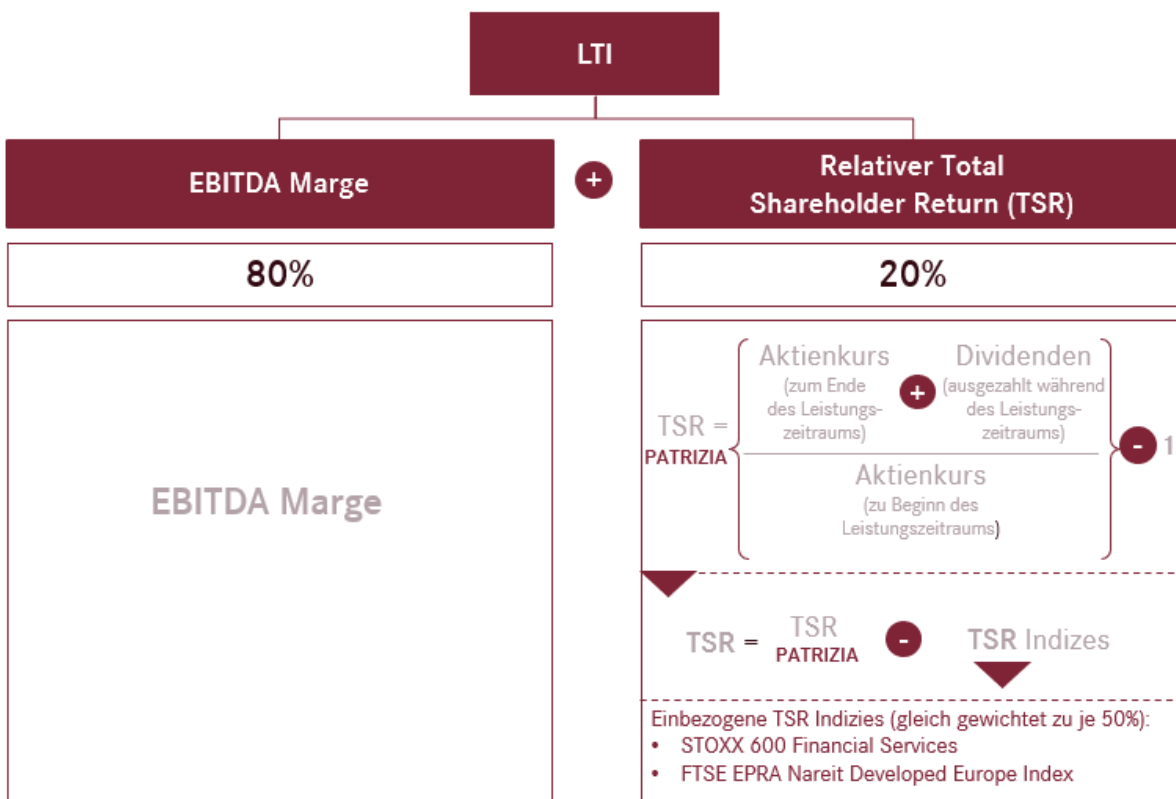 LTI
EBITDA Marge
+
Relativer Total
Shareholder Return (TSR)
80%
20%
EBITDA Marge
TSR =
PATRIZIA
Aktienkurs
(zum Ende
des Leistungs-
zeitraums)
+
Dividenden
(ausgezahlt während
des Leistungs-
zeitraums)
Aktienkurs
(zu Beginn des
Leistungszeitraums)
- 1
TSR = TSR
PATRIZIA
-
TSR Indizes
Einbezogene TSR Indizies (gleich gewichtet zu je 50%):
• STOXX 600 Financial Services
• FTSE EPRA Nareit Developed Europe Index